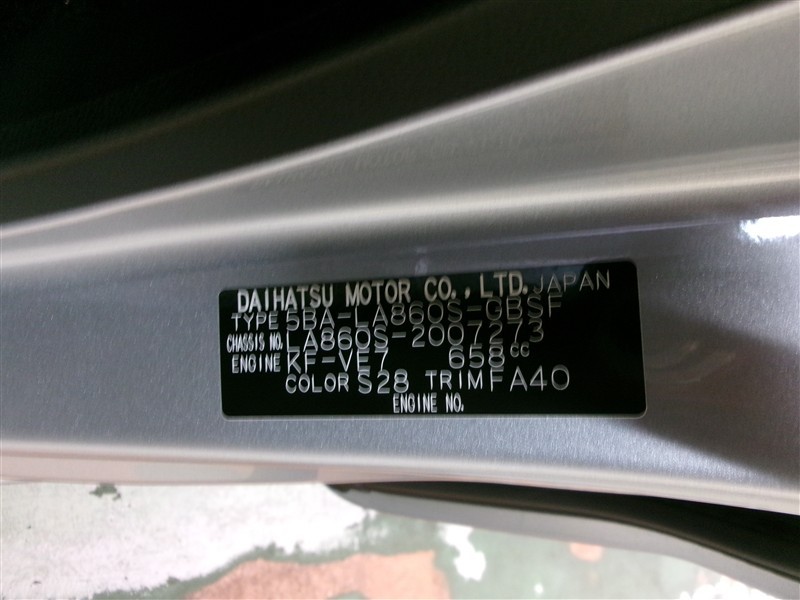 DAIHATSU MOTOR CO., LTD. JAPAN
TYPE 5BA-LA860S-GBSF
CHASSIS NO. LA860S-2007273
ENGINE KF-VE7 658cc
COLOR S28 TRIM FA40
ENGINE NO.